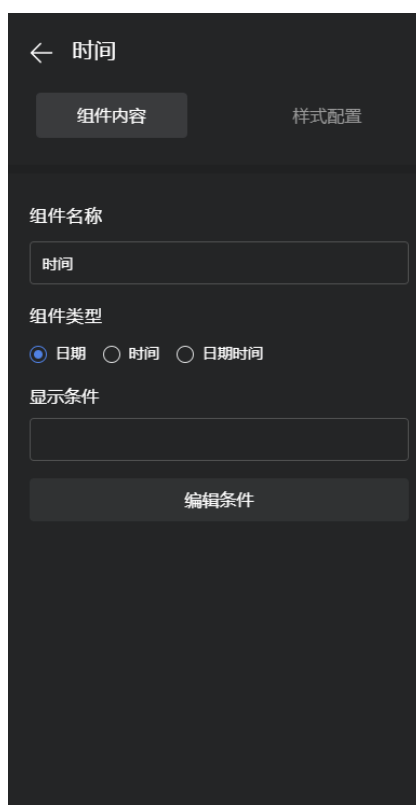 时间
组件内容 样式配置
组件名称
时间
组件类型
日期 时间 日期时间
显示条件
编辑条件